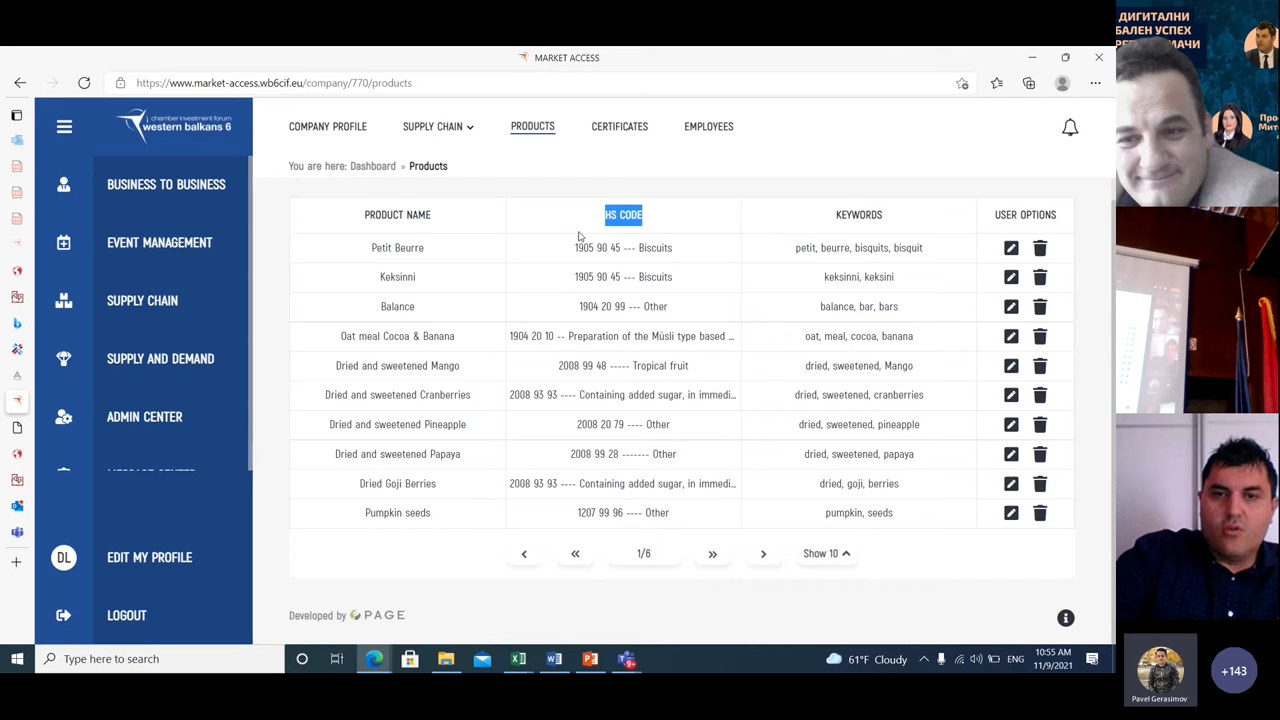 MARKET ACCESS
https://www.market-access.wb6cif.eu/company/770/products
chamber investment forum
western balkans 6
COMPANY PROFILE
SUPPLY CHAIN
PRODUCTS
CERTIFICATES
EMPLOYEES
You are here: Dashboard » Products
BUSINESS TO BUSINESS
EVENT MANAGEMENT
SUPPLY CHAIN
SUPPLY AND DEMAND
ADMIN CENTER
DL EDIT MY PROFILE
LOGOUT
PRODUCT NAME HS CODE KEYWORDS USER OPTIONS
Petit Beurre 1905 90 45 --- Biscuits petit, beurre, bisquits, bisquit
Keksinni 1905 90 45 --- Biscuits keksinni, keksini
Balance 1904 20 99 --- Other balance, bar, bars
Oat meal Cocoa & Banana 1904 20 10 -- Preparation of the Müsli type based ... oat, meal, cocoa, banana
Dried and sweetened Mango 2008 99 48 ----- Tropical fruit dried, sweetened, Mango
Dried and sweetened Cranberries 2008 93 93 ---- Containing added sugar, in immedi... dried, sweetened, cranberries
Dried and sweetened Pineapple 2008 20 79 ---- Other dried, sweetened, pineapple
Dried and sweetened Papaya 2008 99 28 ------- Other dried, sweetened, papaya
Dried Goji Berries 2008 93 93 ---- Containing added sugar, in immedi... dried, goji, berries
Pumpkin seeds 1207 99 96 ---- Other pumpkin, seeds
‹ « 1/6 » › Show 10
Developed by PAGE
Type here to search
61°F Cloudy
ENG
10:55 AM
11/9/2021
ДИГИТАЛНИ
БАЛЕН УСПЕХ
МАЧИ
Про
Мит
Pavel Gerasimov
+143